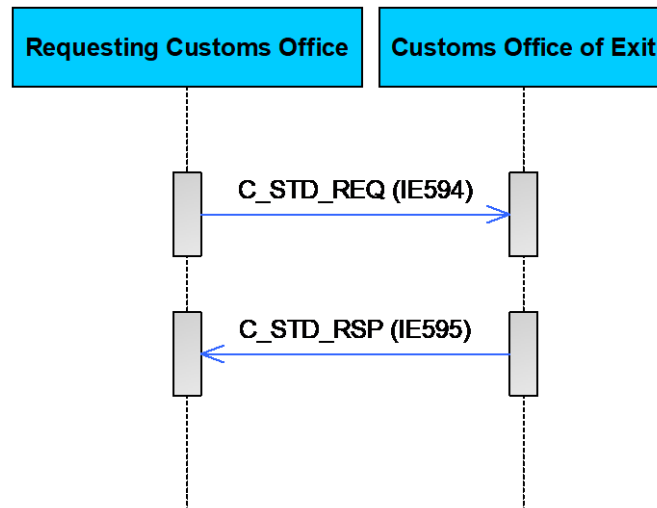 Requesting Customs Office
Customs Office of Exit
C_STD_REQ (IE594)
C_STD_RSP (IE595)